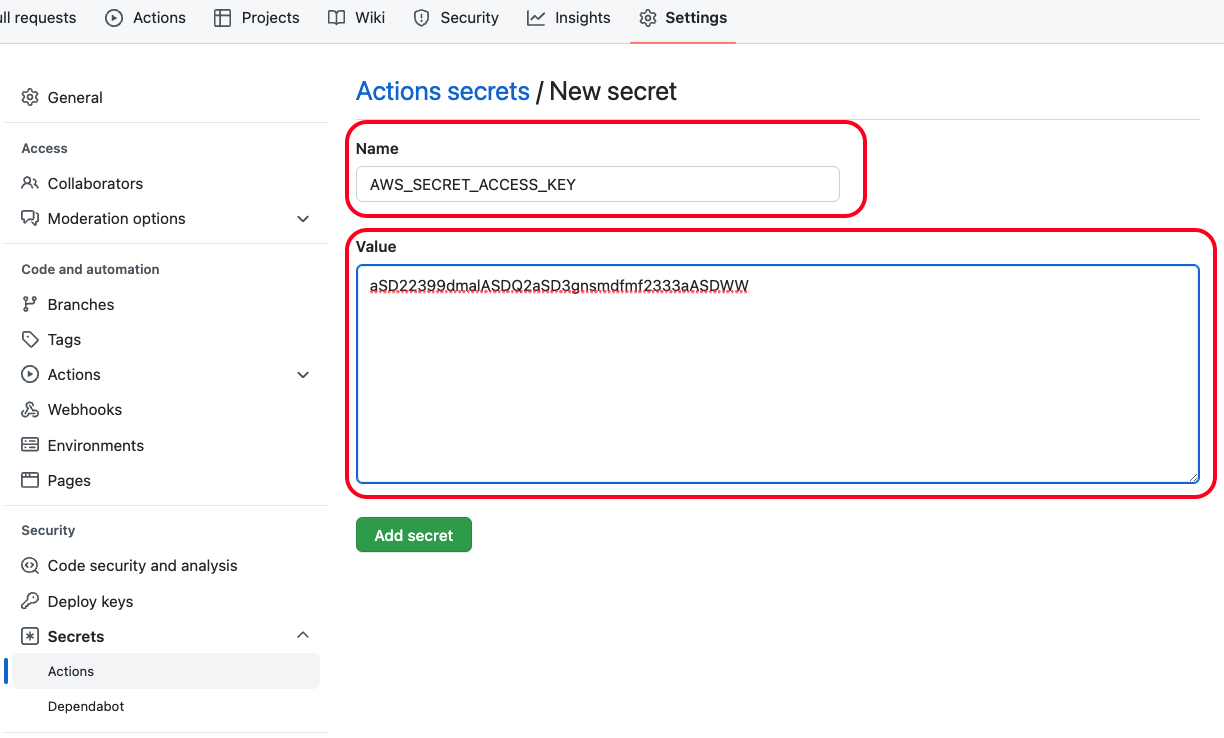 ull requests Actions Projects Wiki Security Insights Settings
General
Access
Collaborators
Moderation options
Code and automation
Branches
Tags
Actions
Webhooks
Environments
Pages
Security
Code security and analysis
Deploy keys
Secrets
Actions
Dependabot
Actions secrets / New secret
Name
AWS_SECRET_ACCESS_KEY
Value
aSD22399dmalASDQ2aSD3gnsmdfmf2333aASDWW
Add secret